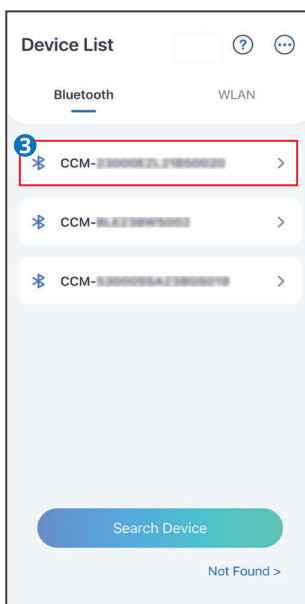 Device List
?
Bluetooth WLAN
3
CCM-
CCM-
CCM-
Search Device
Not Found >